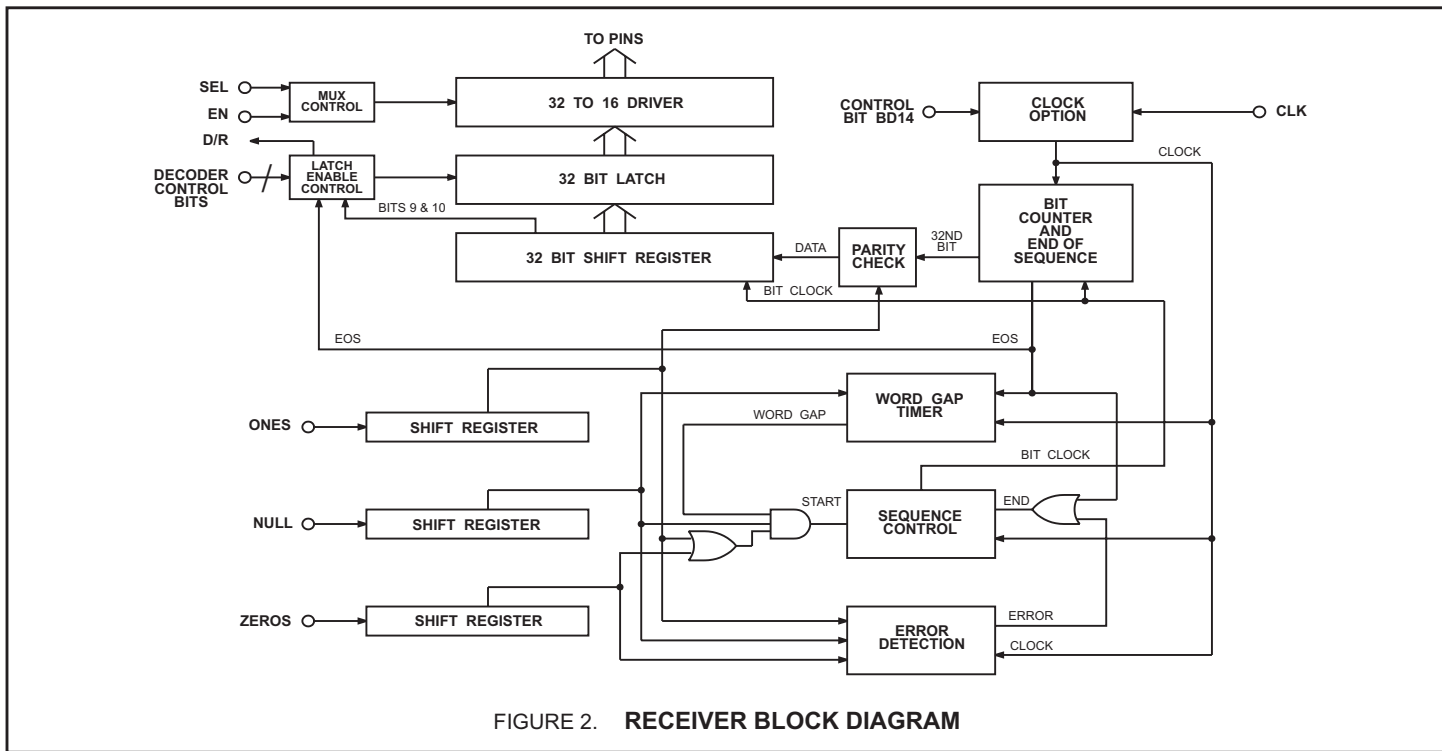 TO PINS
SEL
EN
MUX
CONTROL
32 TO 16 DRIVER
CONTROL
BIT BD14
CLOCK
OPTION
CLK
D/R
DECODER
CONTROL
BITS
LATCH
ENABLE
CONTROL
32 BIT LATCH
CLOCK
BITS 9 & 10
32 BIT SHIFT REGISTER
DATA
PARITY
CHECK
32ND
BIT
BIT
COUNTER
AND
END OF
SEQUENCE
BIT CLOCK
EOS
EOS
ONES
SHIFT REGISTER
WORD GAP
WORD GAP
TIMER
BIT CLOCK
NULL
SHIFT REGISTER
START
SEQUENCE
CONTROL
END
ZEROS
SHIFT REGISTER
ERROR
DETECTION
ERROR
CLOCK
FIGURE 2. RECEIVER BLOCK DIAGRAM